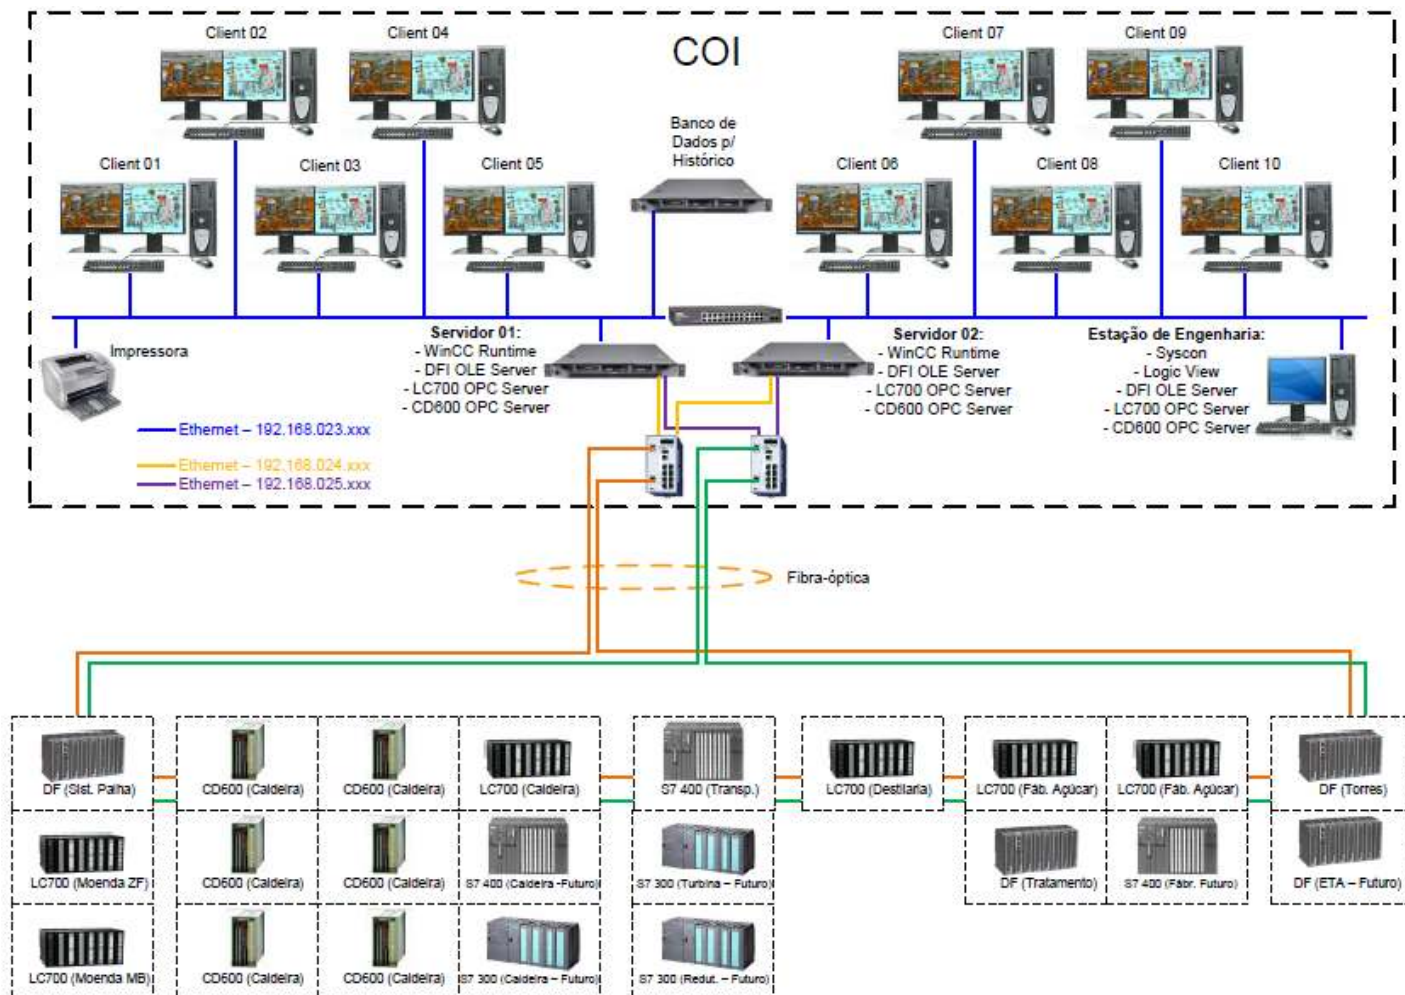 COI
Client 02
Client 04
Client 07
Client 09
Banco de
Dados p/
Histórico
Client 01
Client 03
Client 05
Client 06
Client 08
Client 10
Impressora
Servidor 01:
- WinCC Runtime
- DFI OLE Server
- LC700 OPC Server
- CD600 OPC Server
Servidor 02:
- WinCC Runtime
- DFI OLE Server
- LC700 OPC Server
- CD600 OPC Server
Estação de Engenharia:
- Syscon
- Logic View
- DFI OLE Server
- LC700 OPC Server
- CD600 OPC Server
Ethernet – 192.168.023.xxx
Ethernet – 192.168.024.xxx
Ethernet – 192.168.025.xxx
Fibra-óptica
DF (Sist. Palha)
CD600 (Caldeira)
CD600 (Caldeira)
LC700 (Caldeira)
S7 400 (Transp.)
LC700 (Destilaria)
LC700 (Fáb. Açúcar)
LC700 (Fáb. Açúcar)
DF (Torres)
LC700 (Moenda ZF)
CD600 (Caldeira)
CD600 (Caldeira)
S7 400 (Caldeira -Futuro)
S7 300 (Turbina – Futuro)
DF (Tratamento)
S7 400 (Fábr. Futuro)
DF (ETA – Futuro)
LC700 (Moenda MB)
CD600 (Caldeira)
CD600 (Caldeira)
S7 300 (Caldeira – Futuro)
S7 300 (Redut. – Futuro)